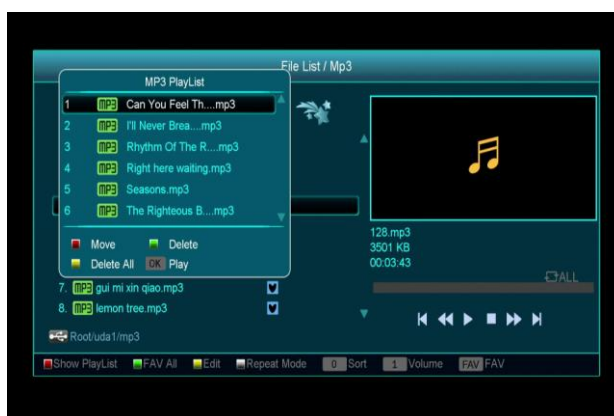 File List / Mp3
MP3 PlayList
1 MP3 Can You Feel Th....mp3
2 MP3 I'll Never Brea....mp3
3 MP3 Rhythm Of The R....mp3
4 MP3 Right here waiting.mp3
5 MP3 Seasons.mp3
6 MP3 The Righteous B....mp3
Move Delete
Delete All OK Play
7. MP3 gui mi xin qiao.mp3
8. MP3 lemon tree.mp3
Root/uda1/mp3
128.mp3
3501 KB
00:03:43
ALL
Show PlayList FAV All Edit Repeat Mode 0 Sort 1 Volume FAV FAV